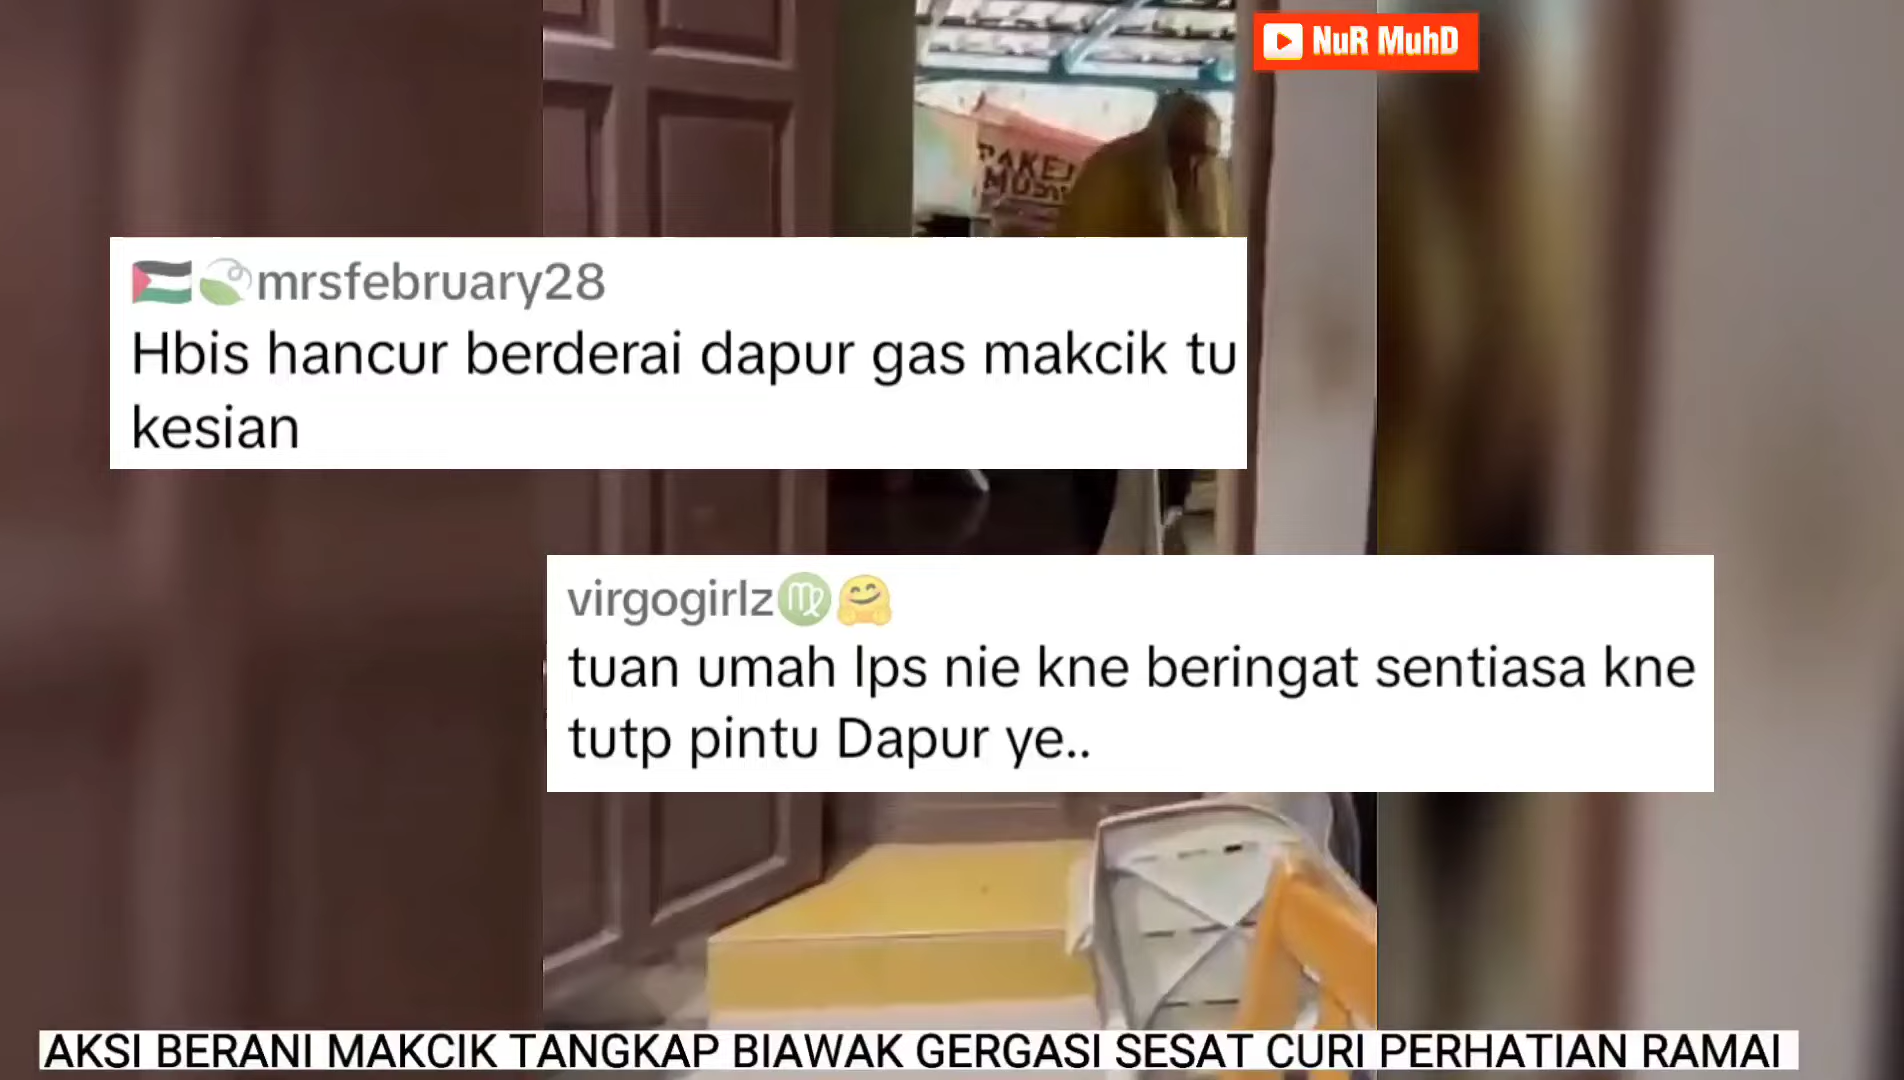 NuR MuhD
PAKEJ
mrsfebruary28
Hbis hancur berderai dapur gas makcik tu
kesian
virgogirlz
tuan umah lps nie kne beringat sentiasa kne
tutp pintu Dapur ye..
AKSI BERANI MAKCIK TANGKAP BIAWAK GERGASI SESAT CURI PERHATIAN RAMAI